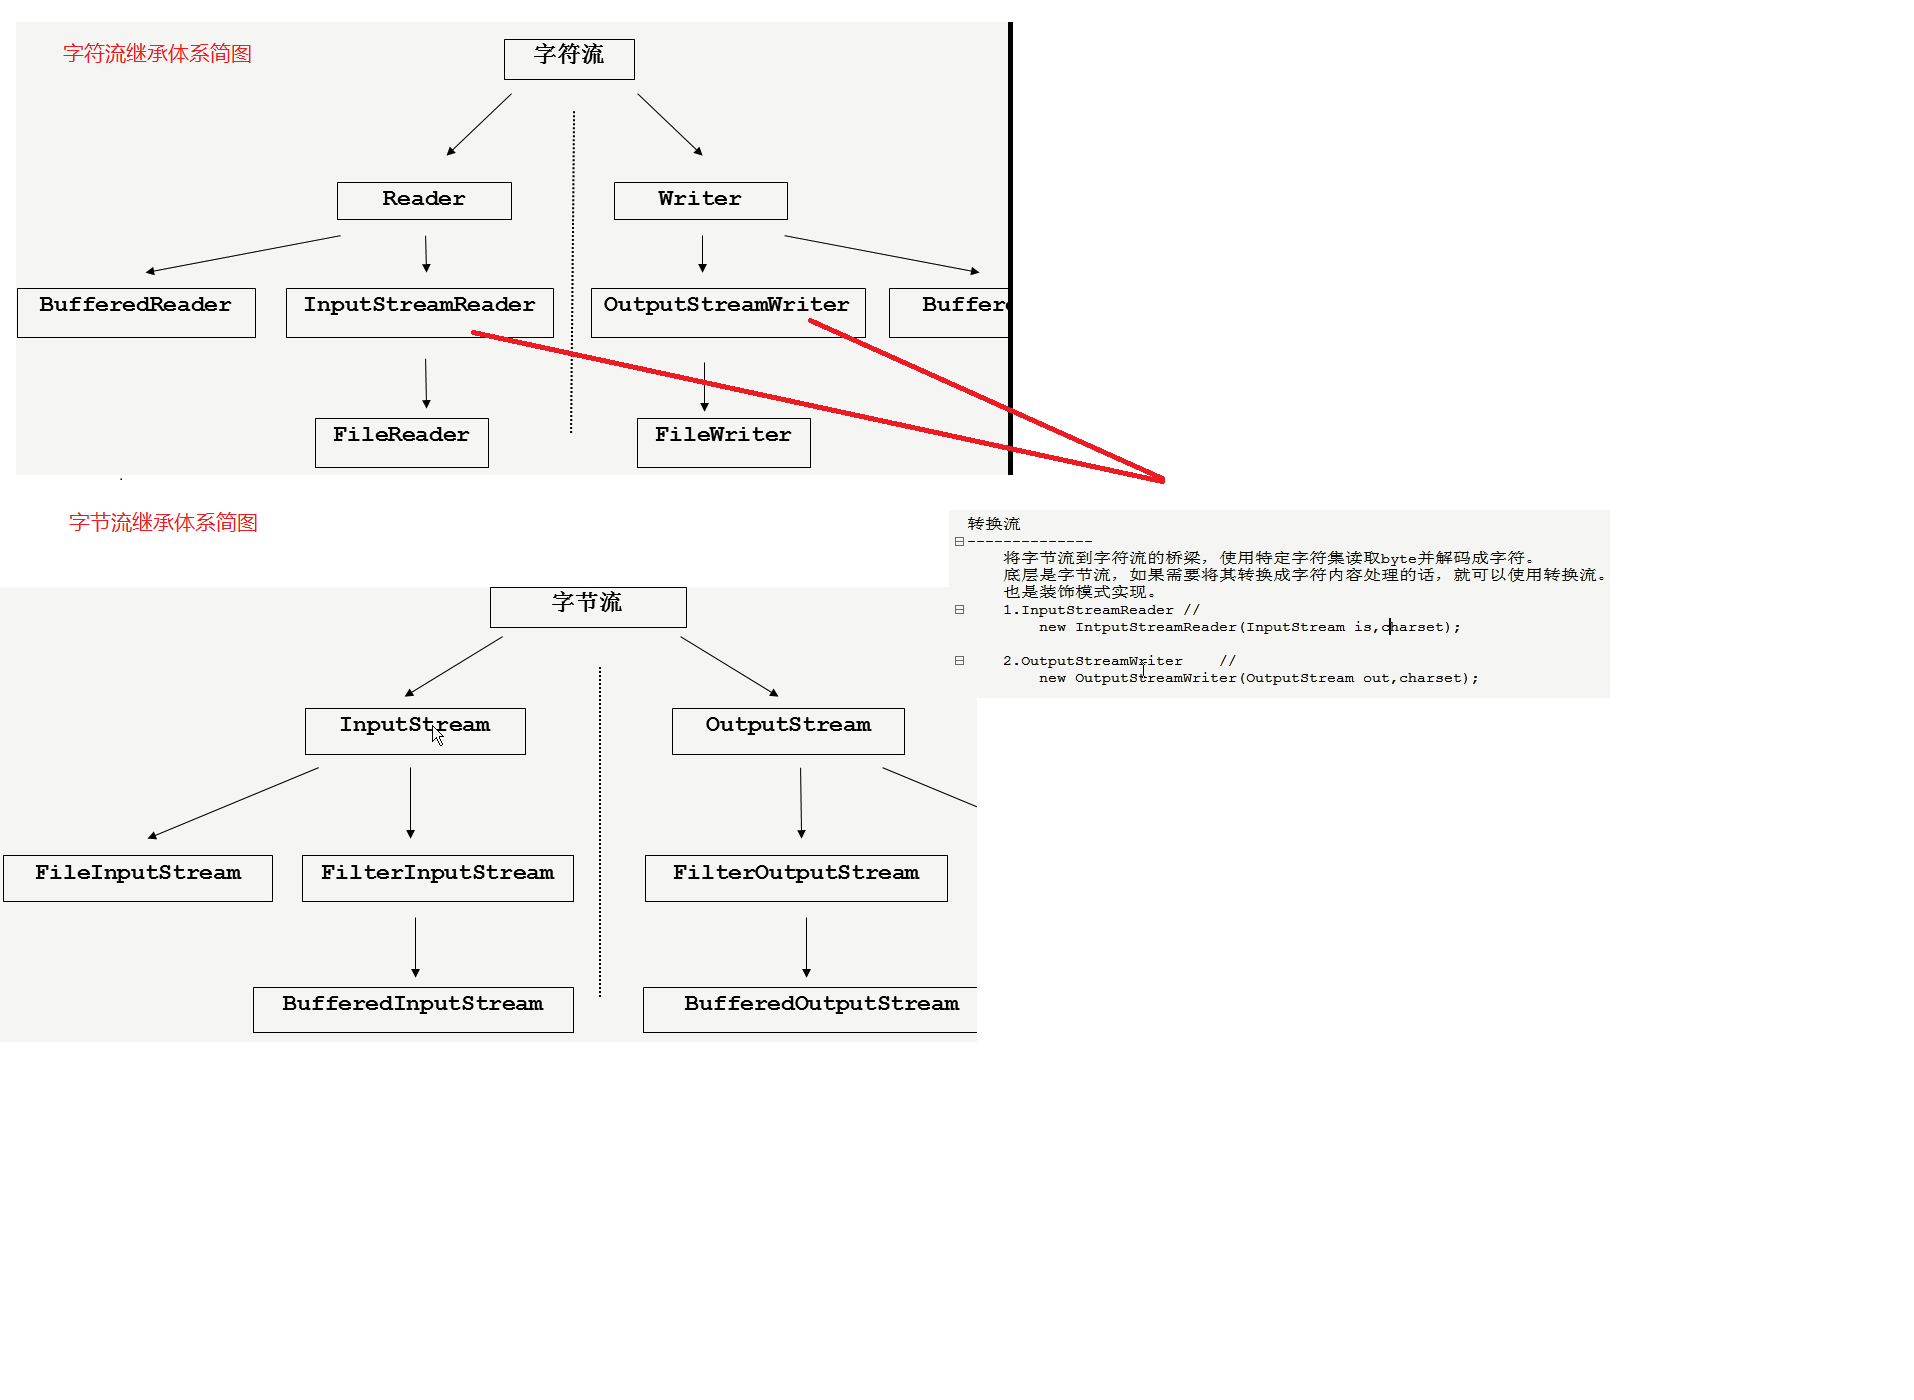 字符流继承体系简图
字符流
Reader
Writer
BufferedReader
InputStreamReader
OutputStreamWriter
FileReader
FileWriter
字节流继承体系简图
转换流
--------------
将字节流到字符流的桥梁，使用特定字符集读取byte并解码成字符。
底层是字节流，如果需要将其转换成字符内容处理的话，就可以使用转换流。
也是装饰模式实现。
1.InputStreamReader //
new IntputStreamReader(InputStream is,charset);
2.OutputStreamWriter //
new OutputStreamWriter(OutputStream out,charset);
字节流
InputStream
OutputStream
FileInputStream
FilterInputStream
FilterOutputStream
BufferedInputStream
BufferedOutputStream